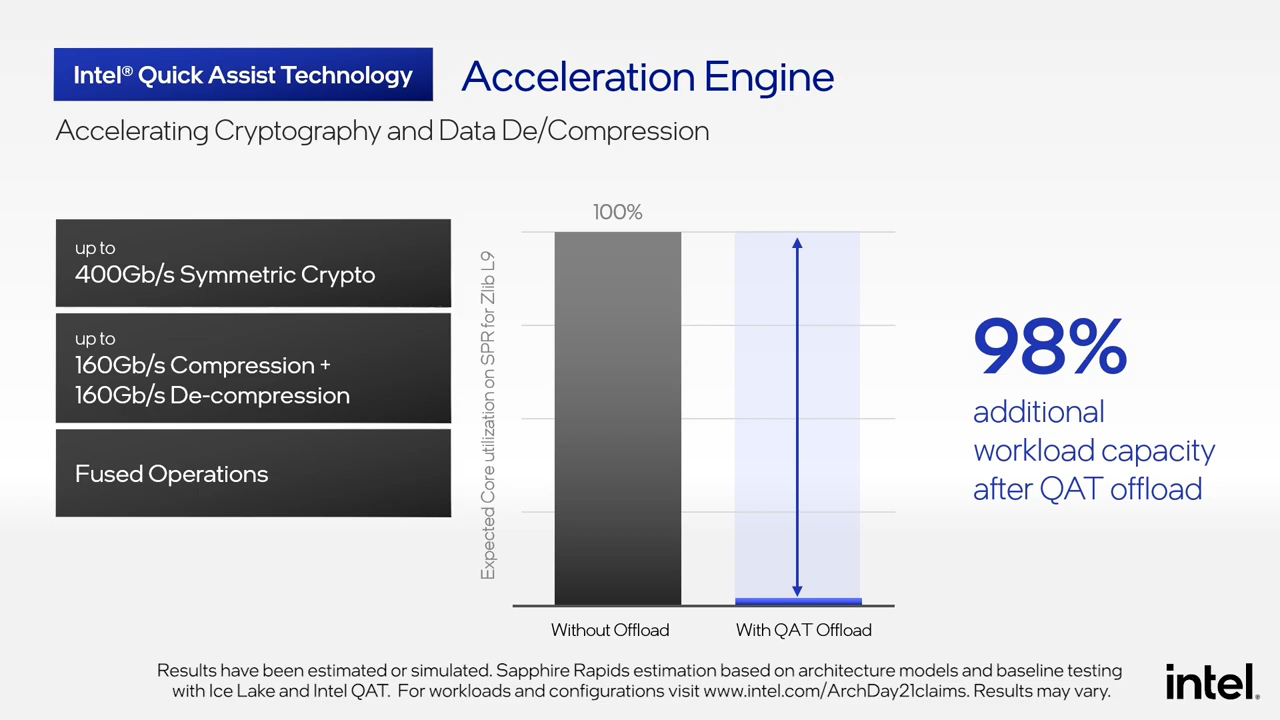 Intel® Quick Assist Technology
Acceleration Engine
Accelerating Cryptography and Data De/Compression
up to
400Gb/s Symmetric Crypto
up to
160Gb/s Compression +
160Gb/s De-compression
Fused Operations
Expected Core utilization on SPR for Zlib L9
100%
Without Offload
With QAT Offload
98%
additional
workload capacity
after QAT offload
Results have been estimated or simulated. Sapphire Rapids estimation based on architecture models and baseline testing
with Ice Lake and Intel QAT. For workloads and configurations visit www.intel.com/ArchDay21claims. Results may vary.
intel.